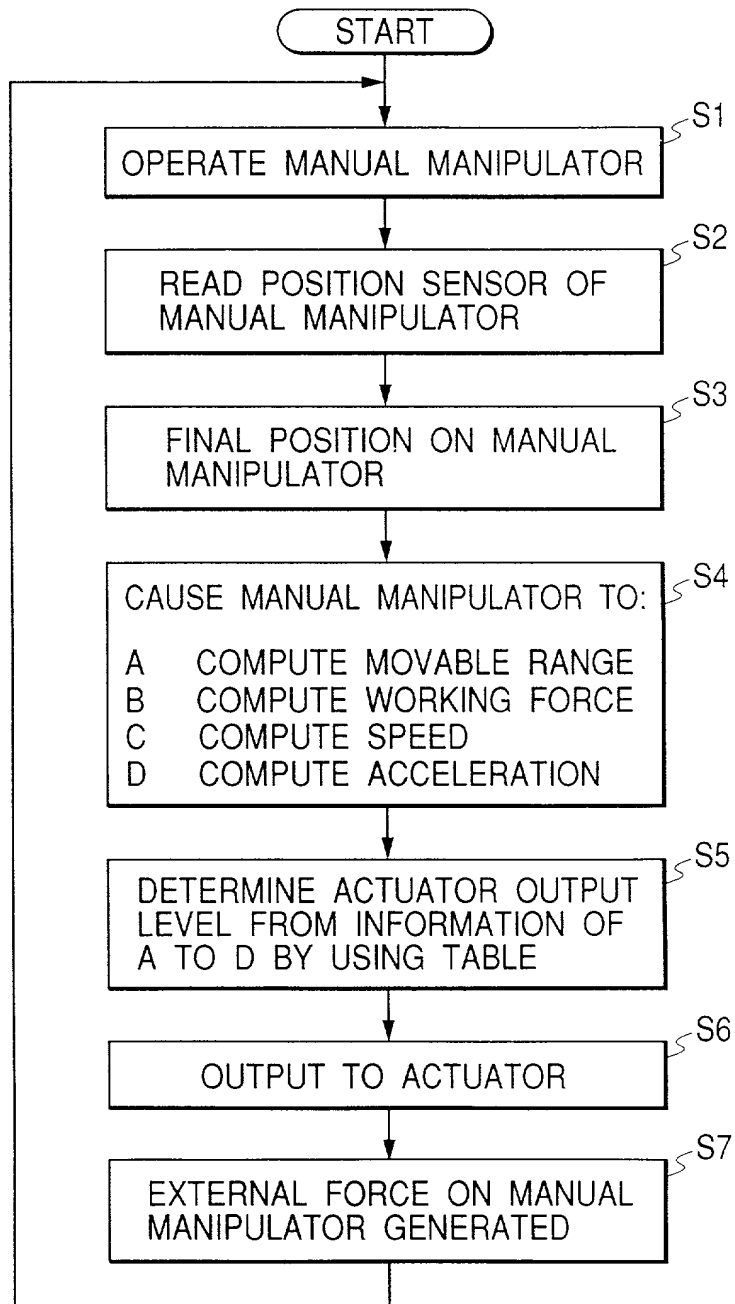 START
S1
OPERATE MANUAL MANIPULATOR
S2
READ POSITION SENSOR OF
MANUAL MANIPULATOR
S3
FINAL POSITION ON MANUAL
MANIPULATOR
S4
CAUSE MANUAL MANIPULATOR TO:
A COMPUTE MOVABLE RANGE
B COMPUTE WORKING FORCE
C COMPUTE SPEED
D COMPUTE ACCELERATION
S5
DETERMINE ACTUATOR OUTPUT
LEVEL FROM INFORMATION OF
A TO D BY USING TABLE
S6
OUTPUT TO ACTUATOR
S7
EXTERNAL FORCE ON MANUAL
MANIPULATOR GENERATED